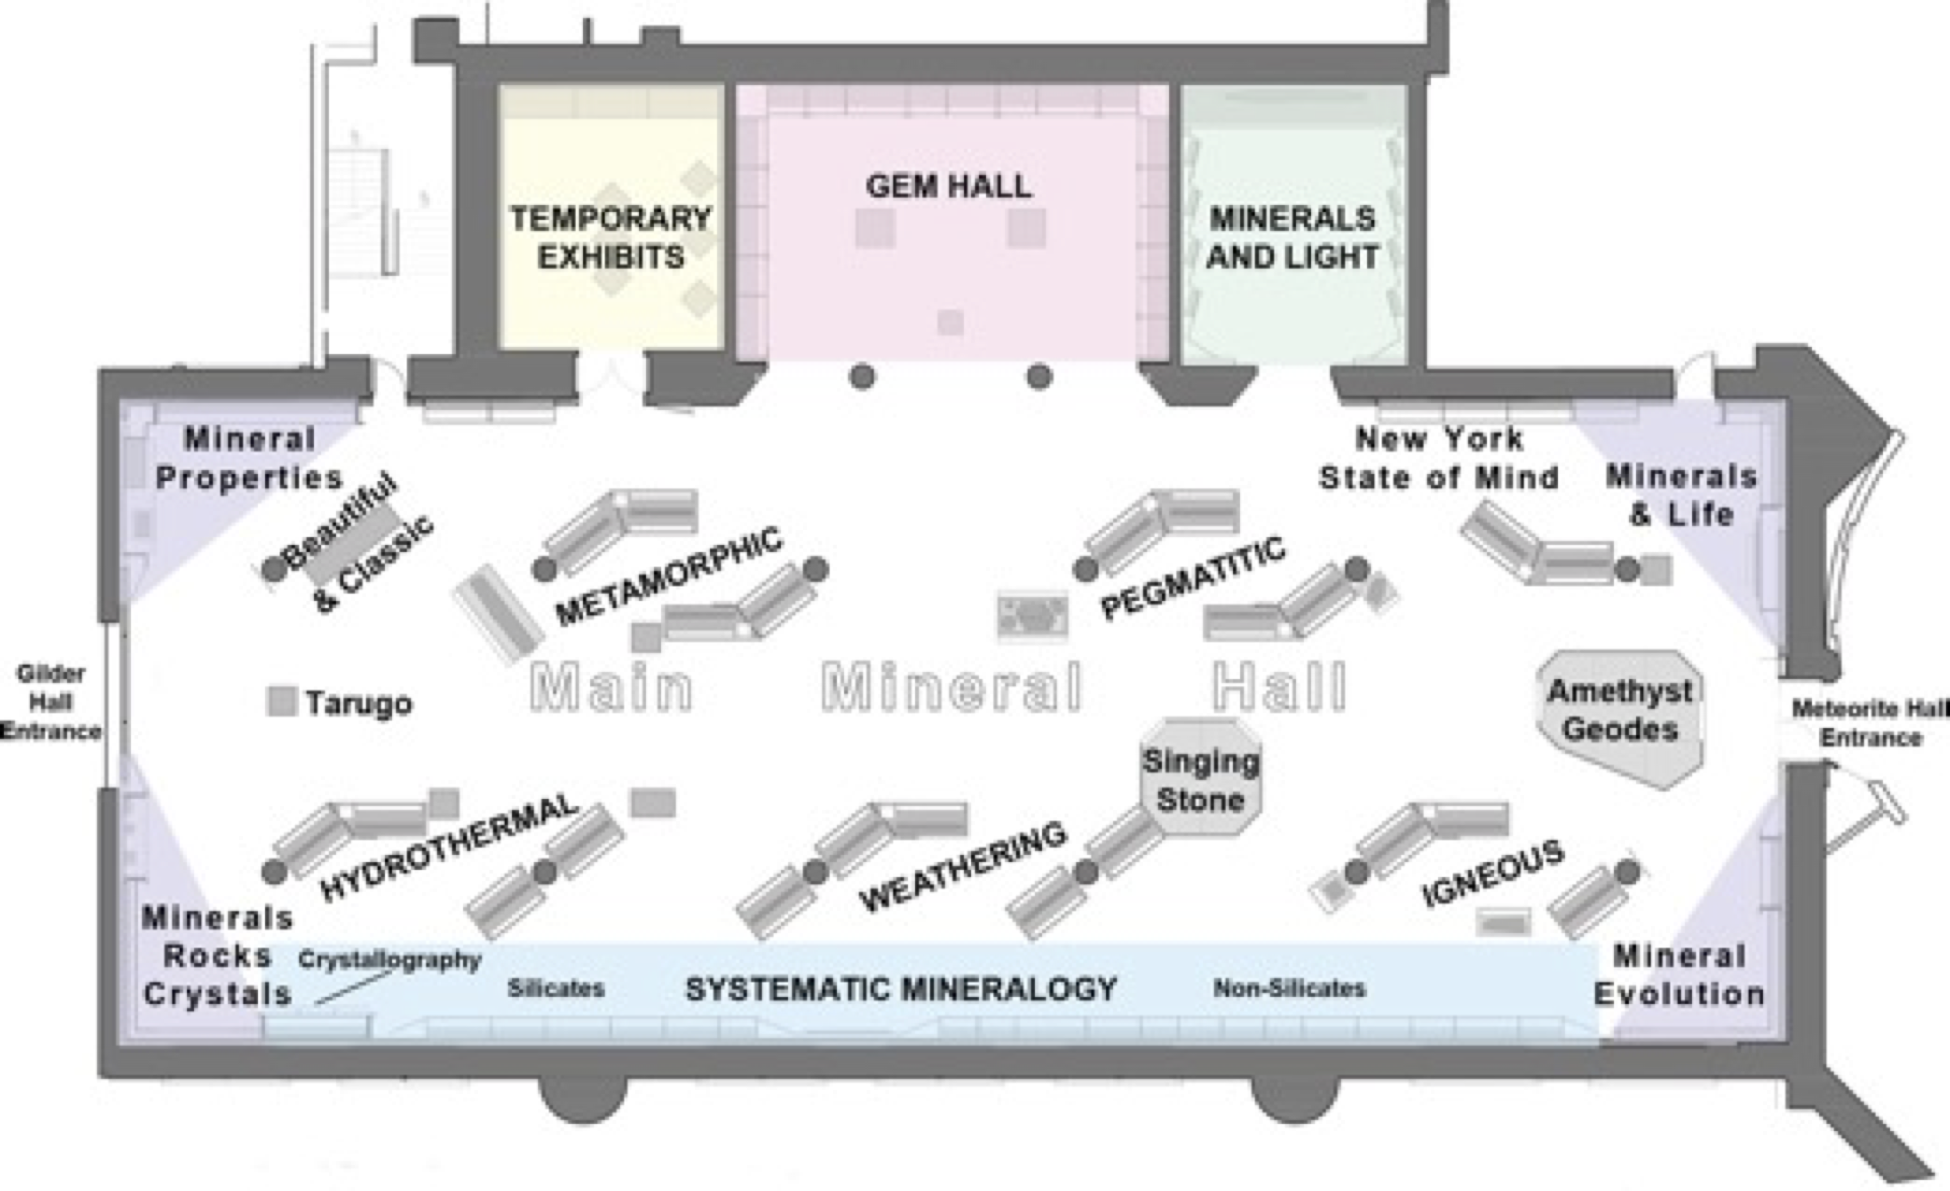 TEMPORARY
EXHIBITS
GEM HALL
MINERALS
AND LIGHT
Mineral
Properties
Beautiful
& Classic
METAMORPHIC
PEGMATITIC
New York
State of Mind
Minerals
& Life
Gilder
Hall
Entrance
Tarugo
Main Mineral Hall
Amethyst
Geodes
Meteorite Hall
Entrance
Singing
Stone
HYDROTHERMAL
WEATHERING
IGNEOUS
Minerals
Rocks
Crystals
Crystallography
Silicates
SYSTEMATIC MINERALOGY
Non-Silicates
Mineral
Evolution